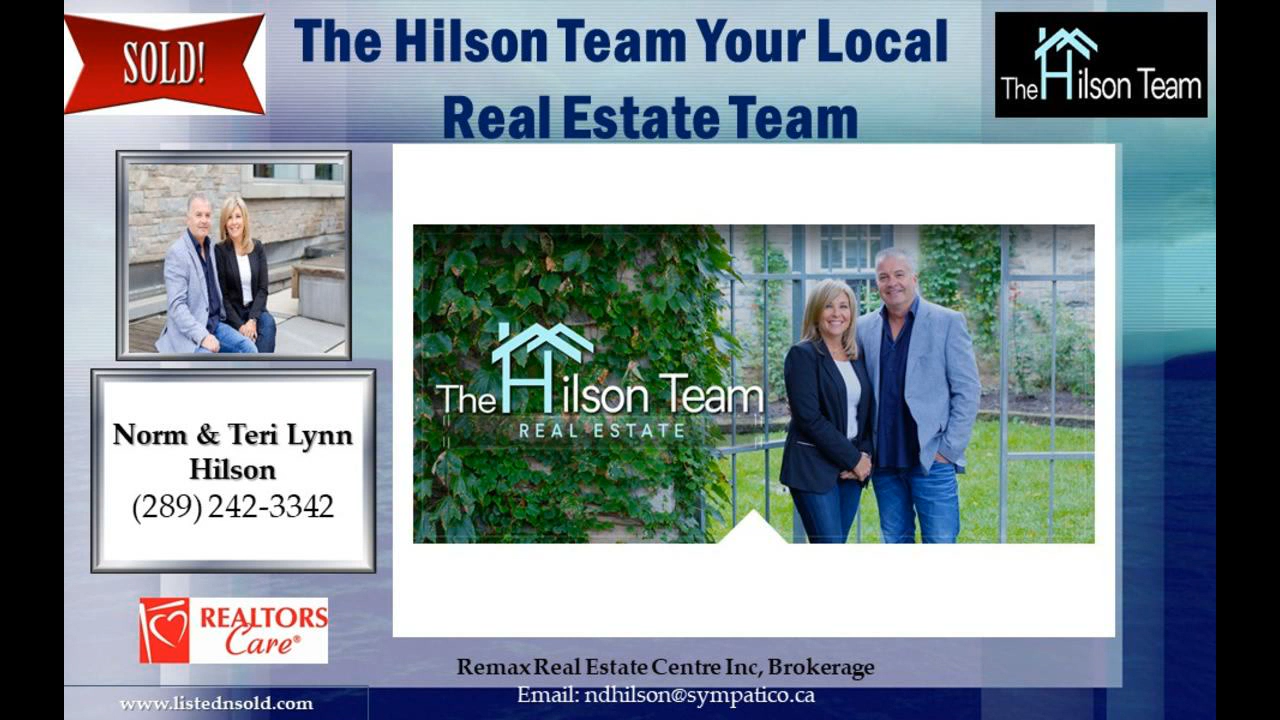 SOLD!
The Hilson Team Your Local
Real Estate Team
The Hilson Team
The Hilson Team
REAL ESTATE
Norm & Teri Lynn
Hilson
(289) 242-3342
REALTORS
Care®
Remax Real Estate Centre Inc, Brokerage
Email: ndhilson@sympatico.ca
www.listednsold.com